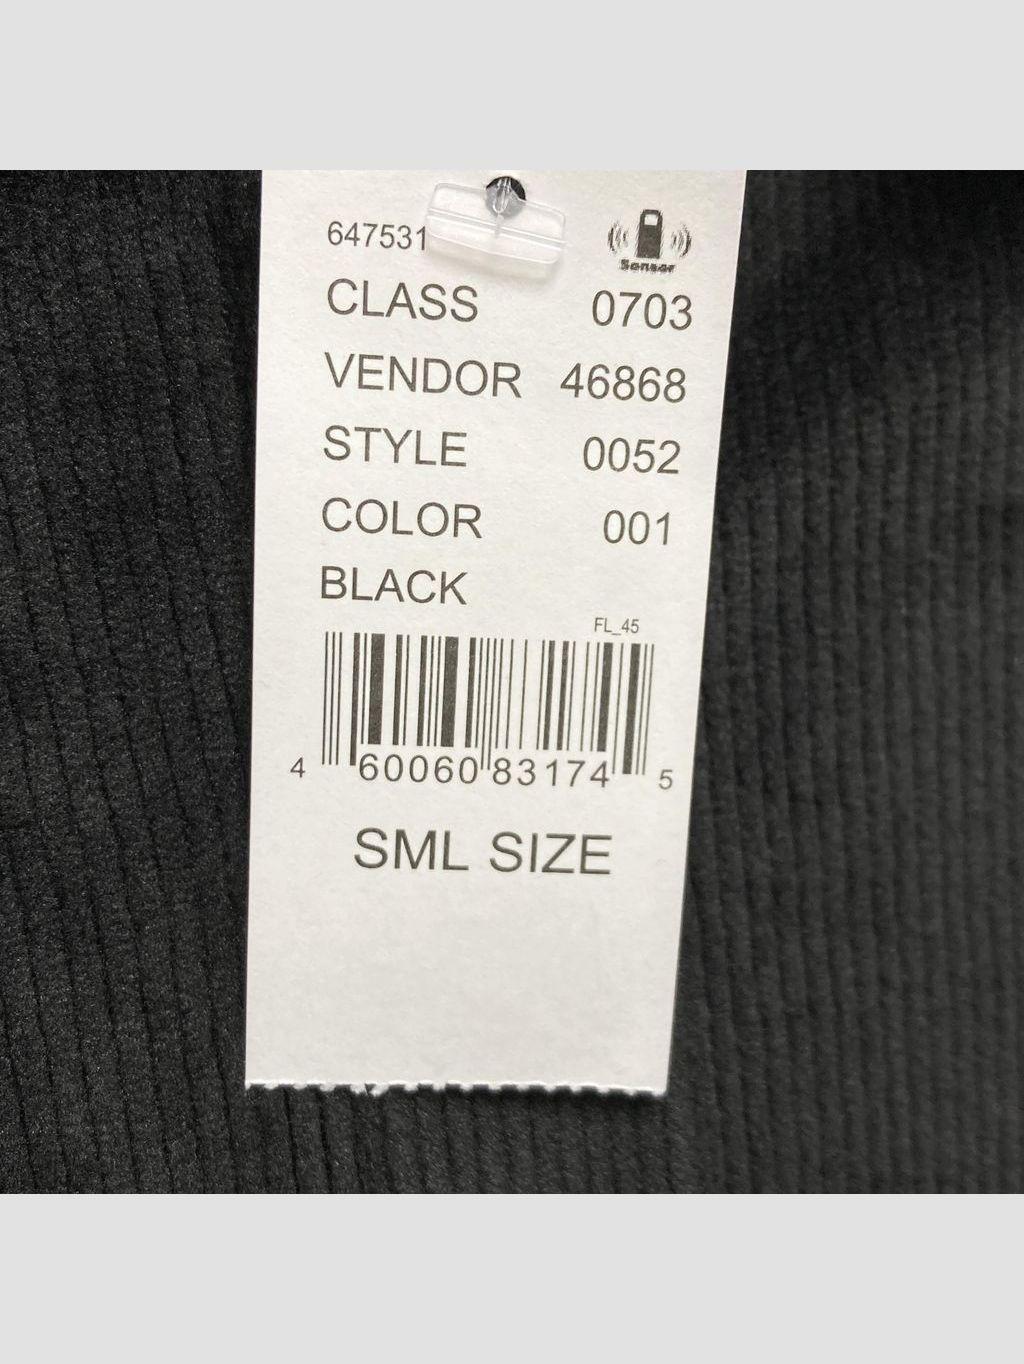 647531
Sensor
CLASS 0703
VENDOR 46868
STYLE 0052
COLOR 001
BLACK
FL_45
4 60060 83174 5
SML SIZE